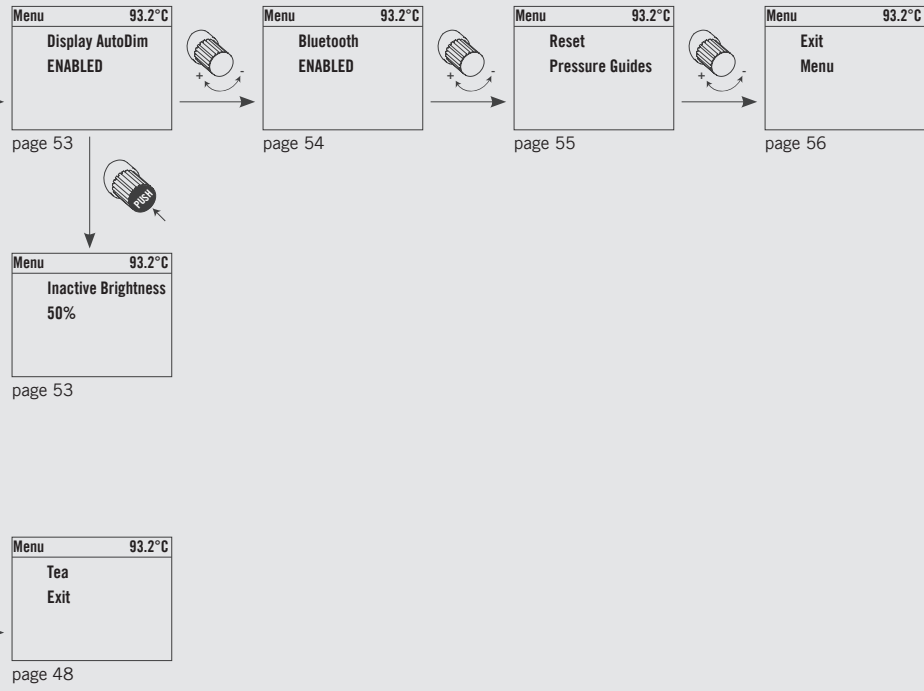 Menu 93.2°C
Display AutoDim
ENABLED
page 53
+ -
Menu 93.2°C
Bluetooth
ENABLED
page 54
+ -
Menu 93.2°C
Reset
Pressure Guides
page 55
+ -
Menu 93.2°C
Exit
Menu
page 56
PUSH
Menu 93.2°C
Inactive Brightness
50%
page 53
Menu 93.2°C
Tea
Exit
page 48